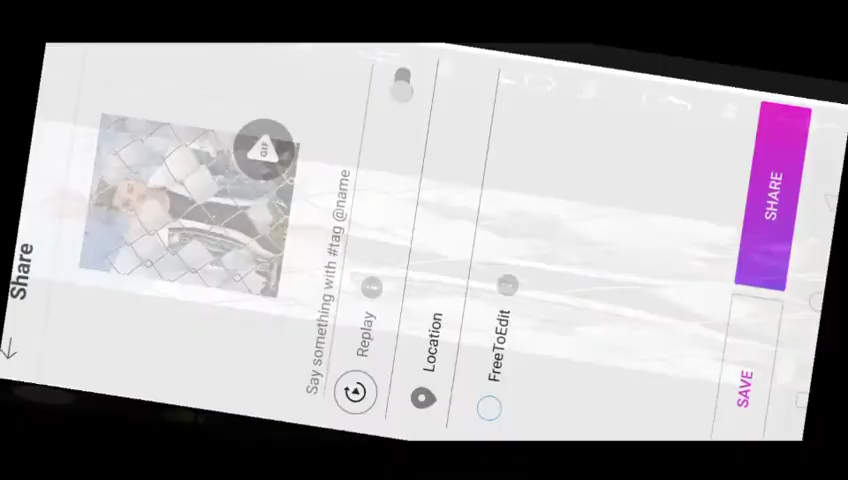 Share
GIF
Say something with #tag @name
Replay
Location
FreeToEdit
SAVE
SHARE